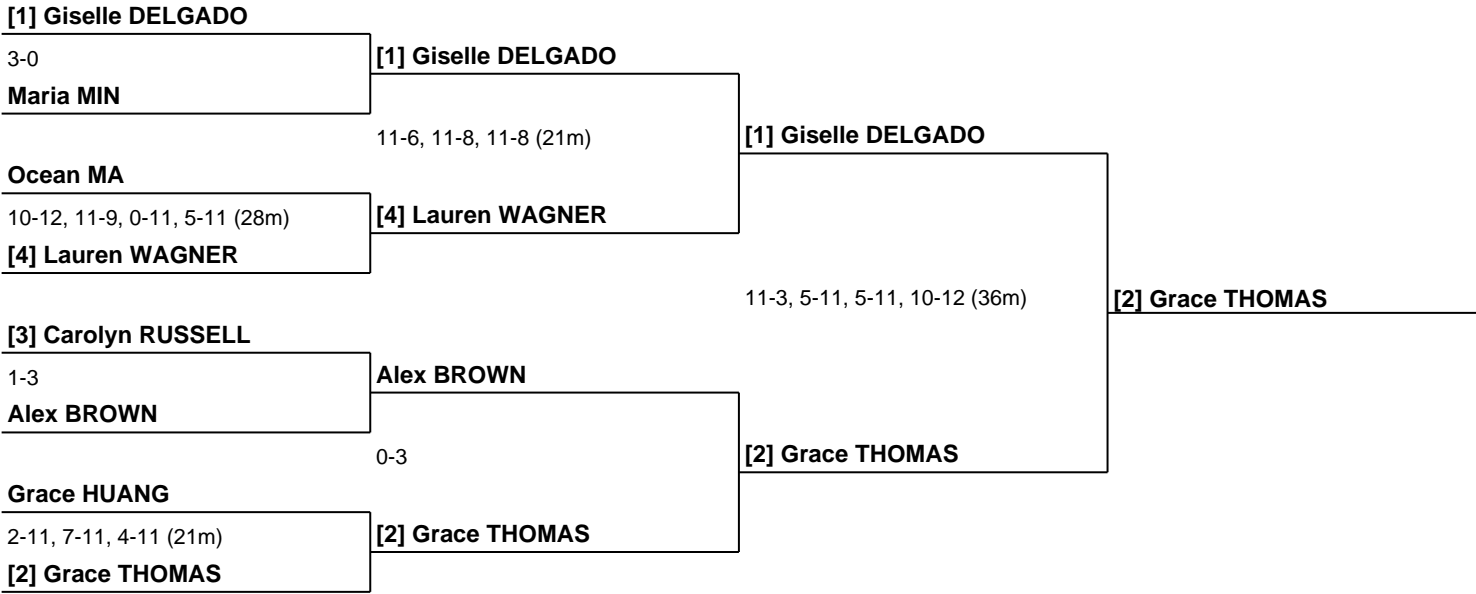 [1] Giselle DELGADO
3-0
Maria MIN
[1] Giselle DELGADO
11-6, 11-8, 11-8 (21m)
Ocean MA
10-12, 11-9, 0-11, 5-11 (28m)
[4] Lauren WAGNER
[4] Lauren WAGNER
[1] Giselle DELGADO
11-3, 5-11, 5-11, 10-12 (36m)
[2] Grace THOMAS
[3] Carolyn RUSSELL
1-3
Alex BROWN
Alex BROWN
0-3
Grace HUANG
2-11, 7-11, 4-11 (21m)
[2] Grace THOMAS
[2] Grace THOMAS
[2] Grace THOMAS